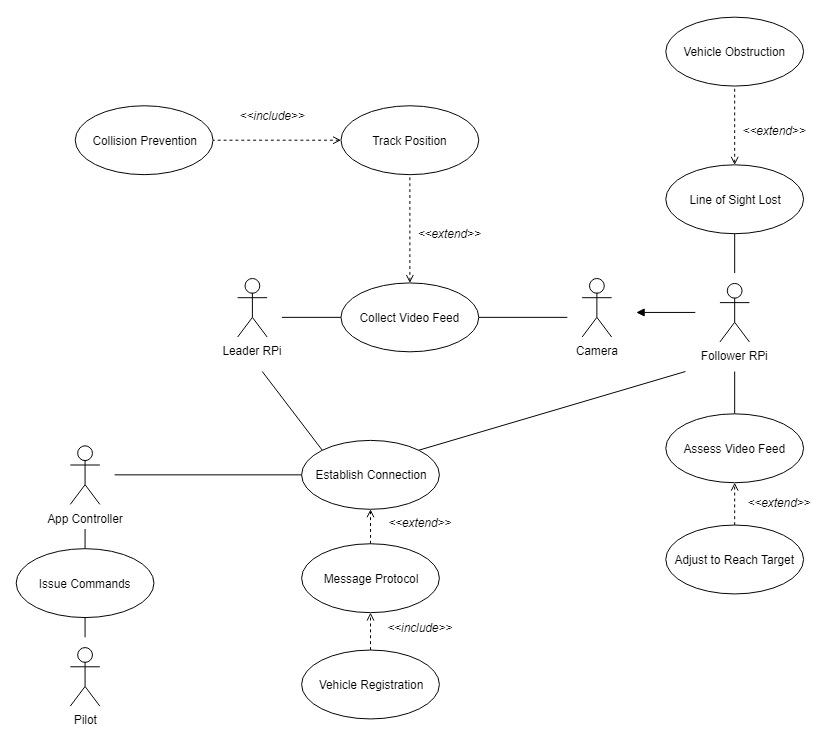 Vehicle Obstruction
<<include>>
<<extend>>
Collision Prevention
Track Position
Line of Sight Lost
<<extend>>
Collect Video Feed
Leader RPi
Camera
Follower RPi
Establish Connection
Assess Video Feed
<<extend>>
<<extend>>
App Controller
Adjust to Reach Target
Message Protocol
Issue Commands
<<include>>
Vehicle Registration
Pilot